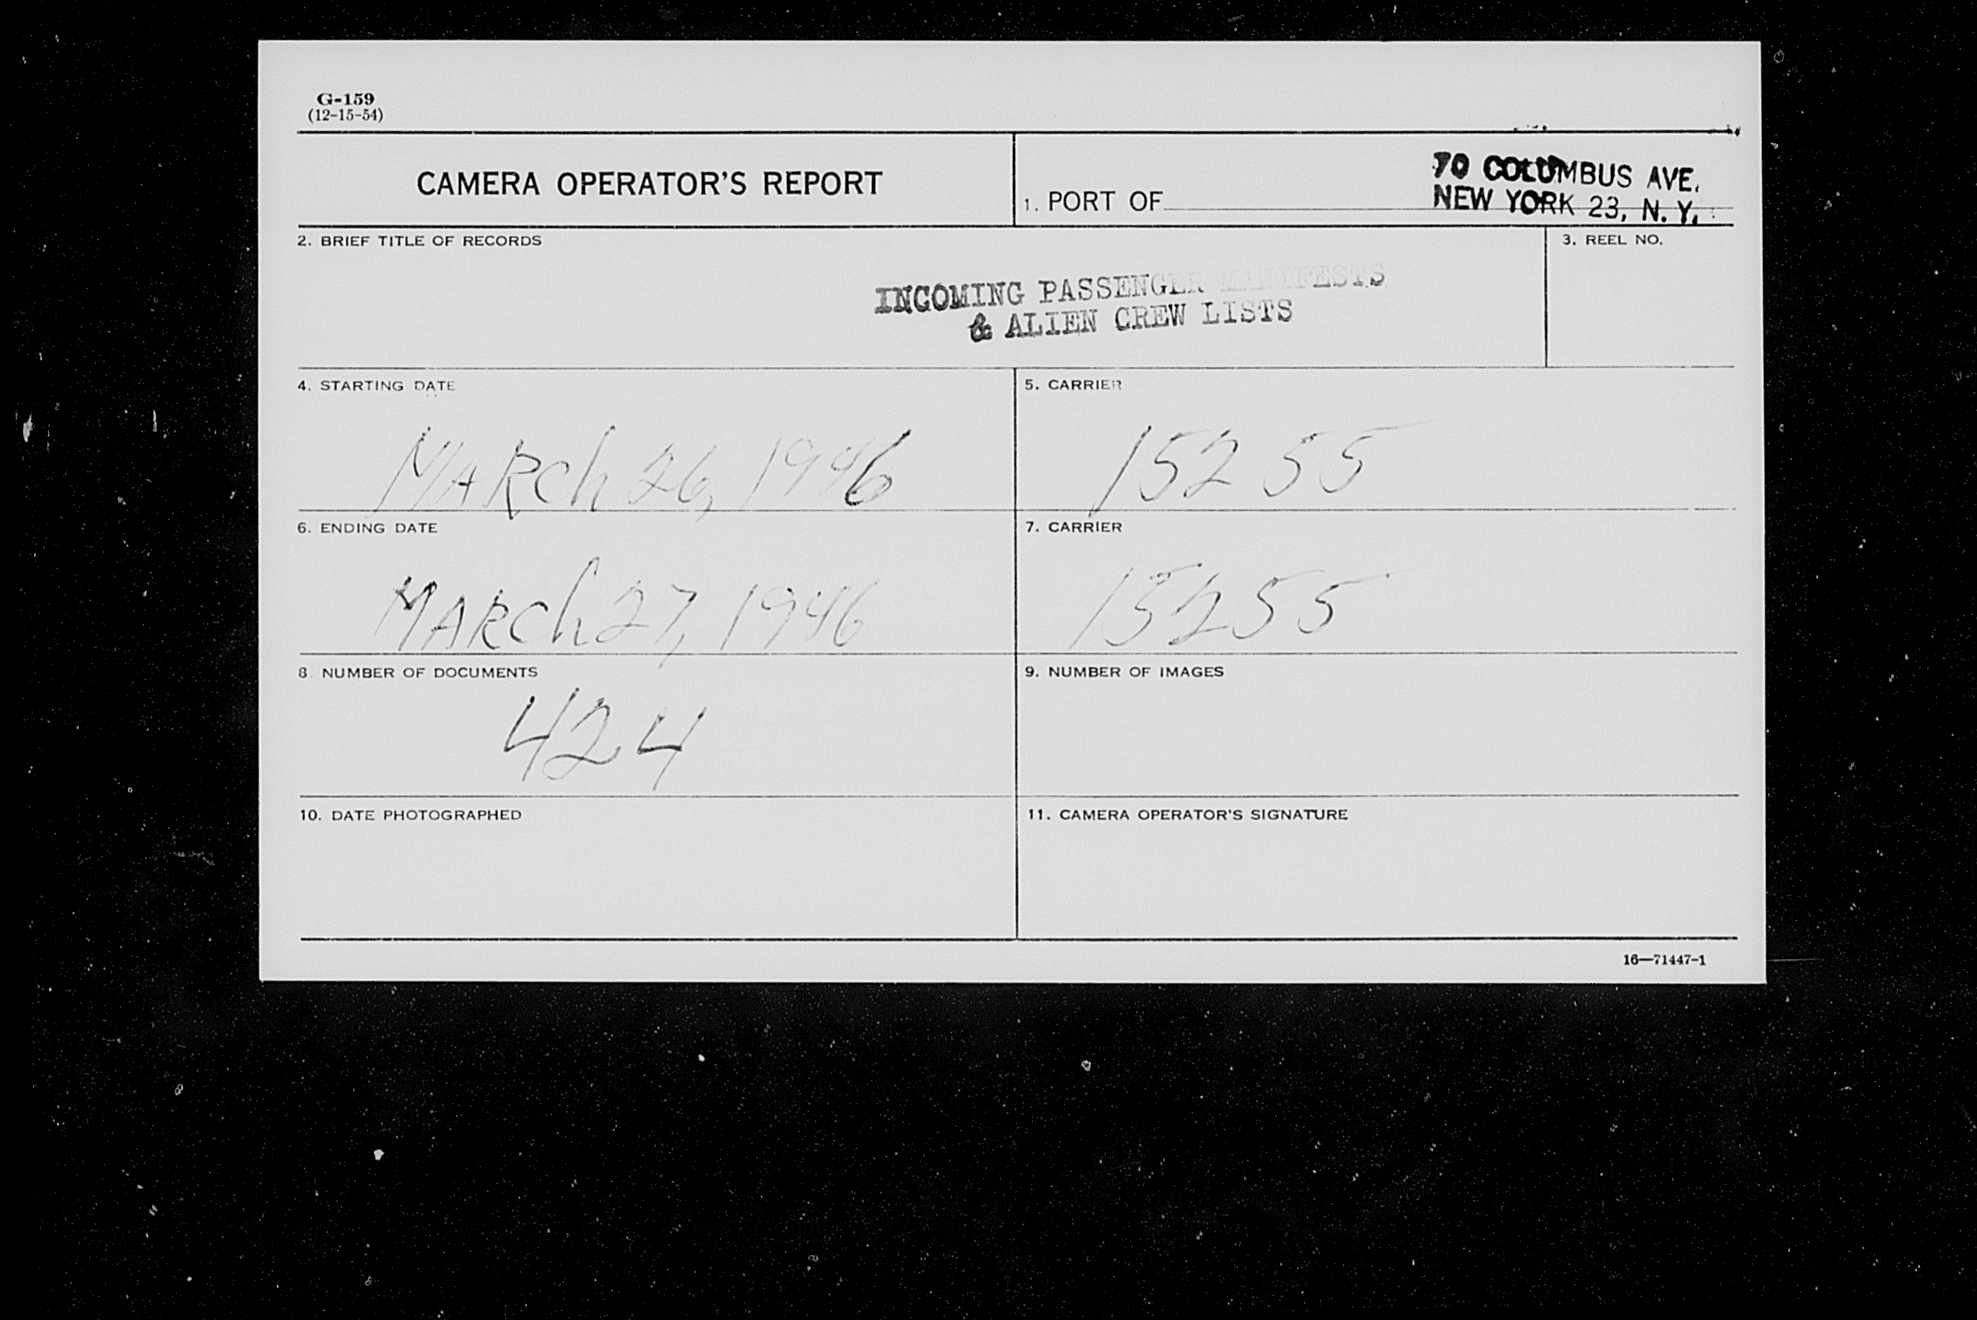 G-159
(12-15-54)
CAMERA OPERATOR'S REPORT
1. PORT OF
70 COLUMBUS AVE.
NEW YORK 23, N. Y.
2. BRIEF TITLE OF RECORDS
INCOMING PASSENGER MANIFESTS
& ALIEN CREW LISTS
3. REEL NO.
4. STARTING DATE
MARCh 26, 1946
5. CARRIER
15255
6. ENDING DATE
MARCh 27, 1946
7. CARRIER
15255
8. NUMBER OF DOCUMENTS
424
9. NUMBER OF IMAGES
10. DATE PHOTOGRAPHED
11. CAMERA OPERATOR'S SIGNATURE
16—71447-1